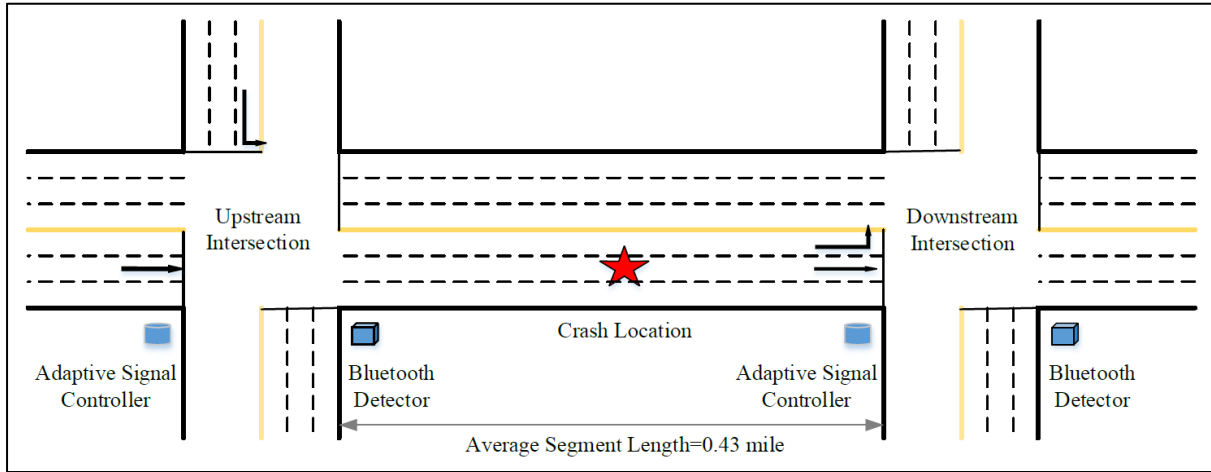 Upstream
Intersection
Downstream
Intersection
Crash Location
Adaptive Signal
Controller
Bluetooth
Detector
Adaptive Signal
Controller
Bluetooth
Detector
Average Segment Length=0.43 mile